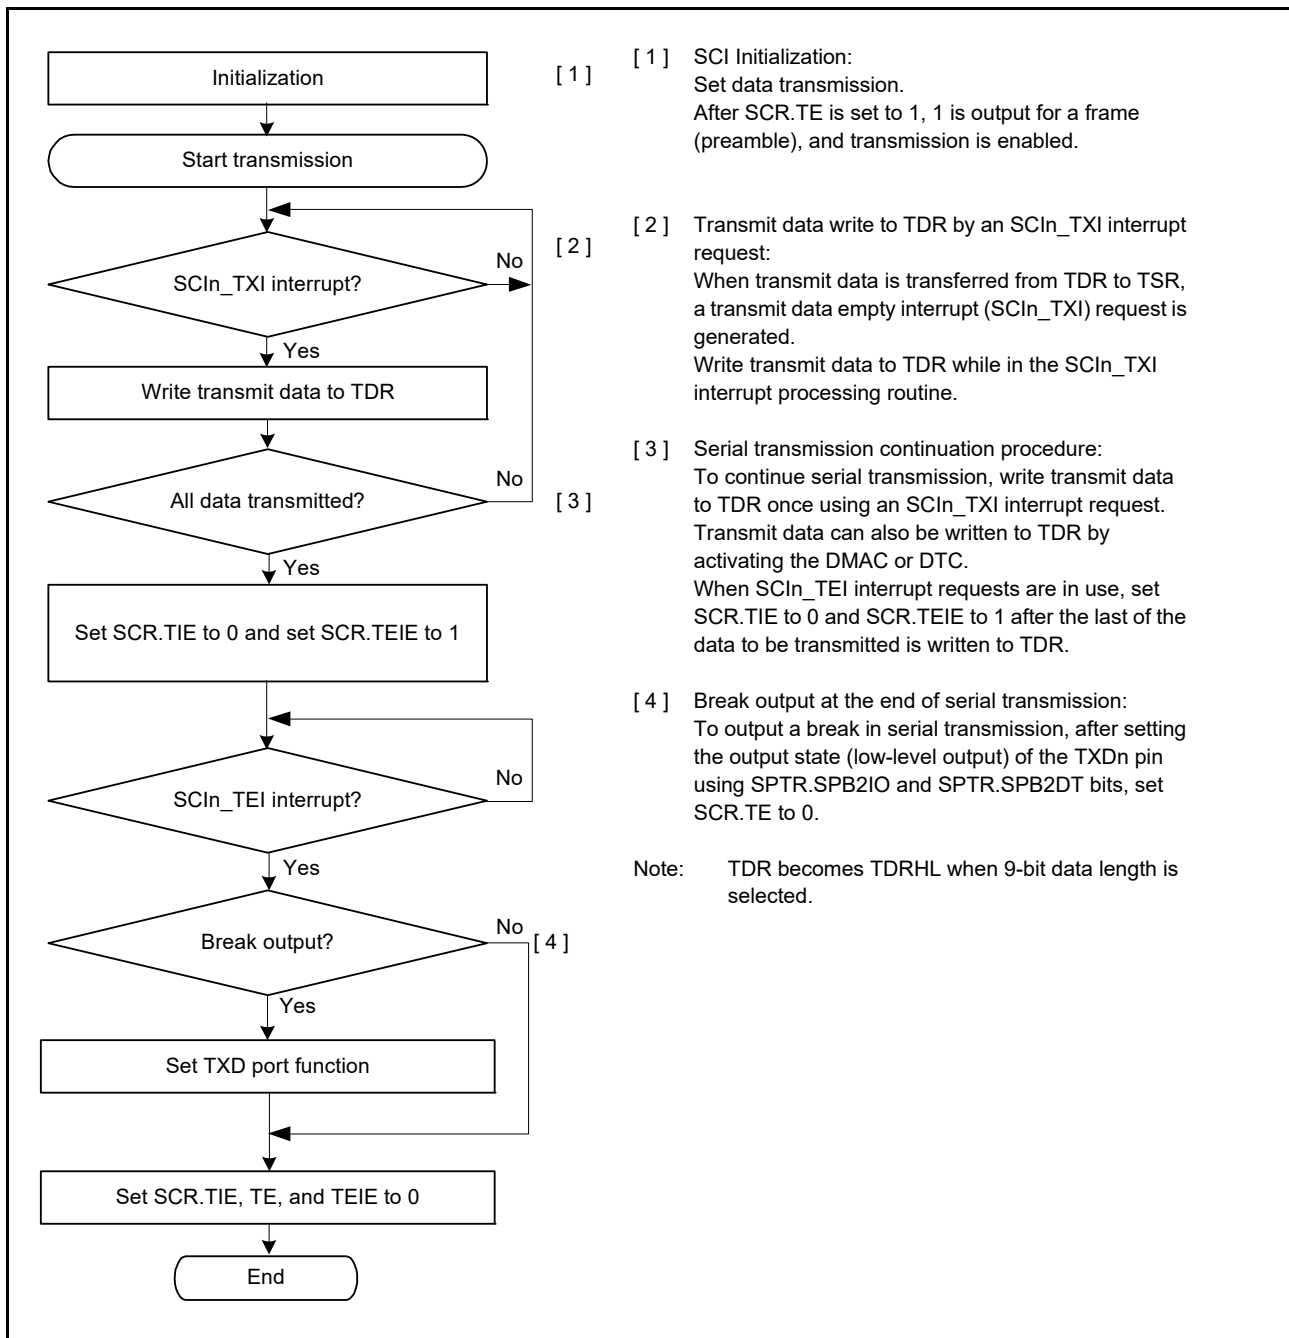 Initialization
[ 1 ]
Start transmission
SCIn_TXI interrupt?
No
[ 2 ]
Yes
Write transmit data to TDR
All data transmitted?
No
[ 3 ]
Yes
Set SCR.TIE to 0 and set SCR.TEIE to 1
SCIn_TEI interrupt?
No
Yes
Break output?
No
[ 4 ]
Yes
Set TXD port function
Set SCR.TIE, TE, and TEIE to 0
End
[ 1 ] SCI Initialization:
Set data transmission.
After SCR.TE is set to 1, 1 is output for a frame
(preamble), and transmission is enabled.
[ 2 ] Transmit data write to TDR by an SCIn_TXI interrupt
request:
When transmit data is transferred from TDR to TSR,
a transmit data empty interrupt (SCIn_TXI) request is
generated.
Write transmit data to TDR while in the SCIn_TXI
interrupt processing routine.
[ 3 ] Serial transmission continuation procedure:
To continue serial transmission, write transmit data
to TDR once using an SCIn_TXI interrupt request.
Transmit data can also be written to TDR by
activating the DMAC or DTC.
When SCIn_TEI interrupt requests are in use, set
SCR.TIE to 0 and SCR.TEIE to 1 after the last of the
data to be transmitted is written to TDR.
[ 4 ] Break output at the end of serial transmission:
To output a break in serial transmission, after setting
the output state (low-level output) of the TXDn pin
using SPTR.SPB2IO and SPTR.SPB2DT bits, set
SCR.TE to 0.
Note: TDR becomes TDRHL when 9-bit data length is
selected.